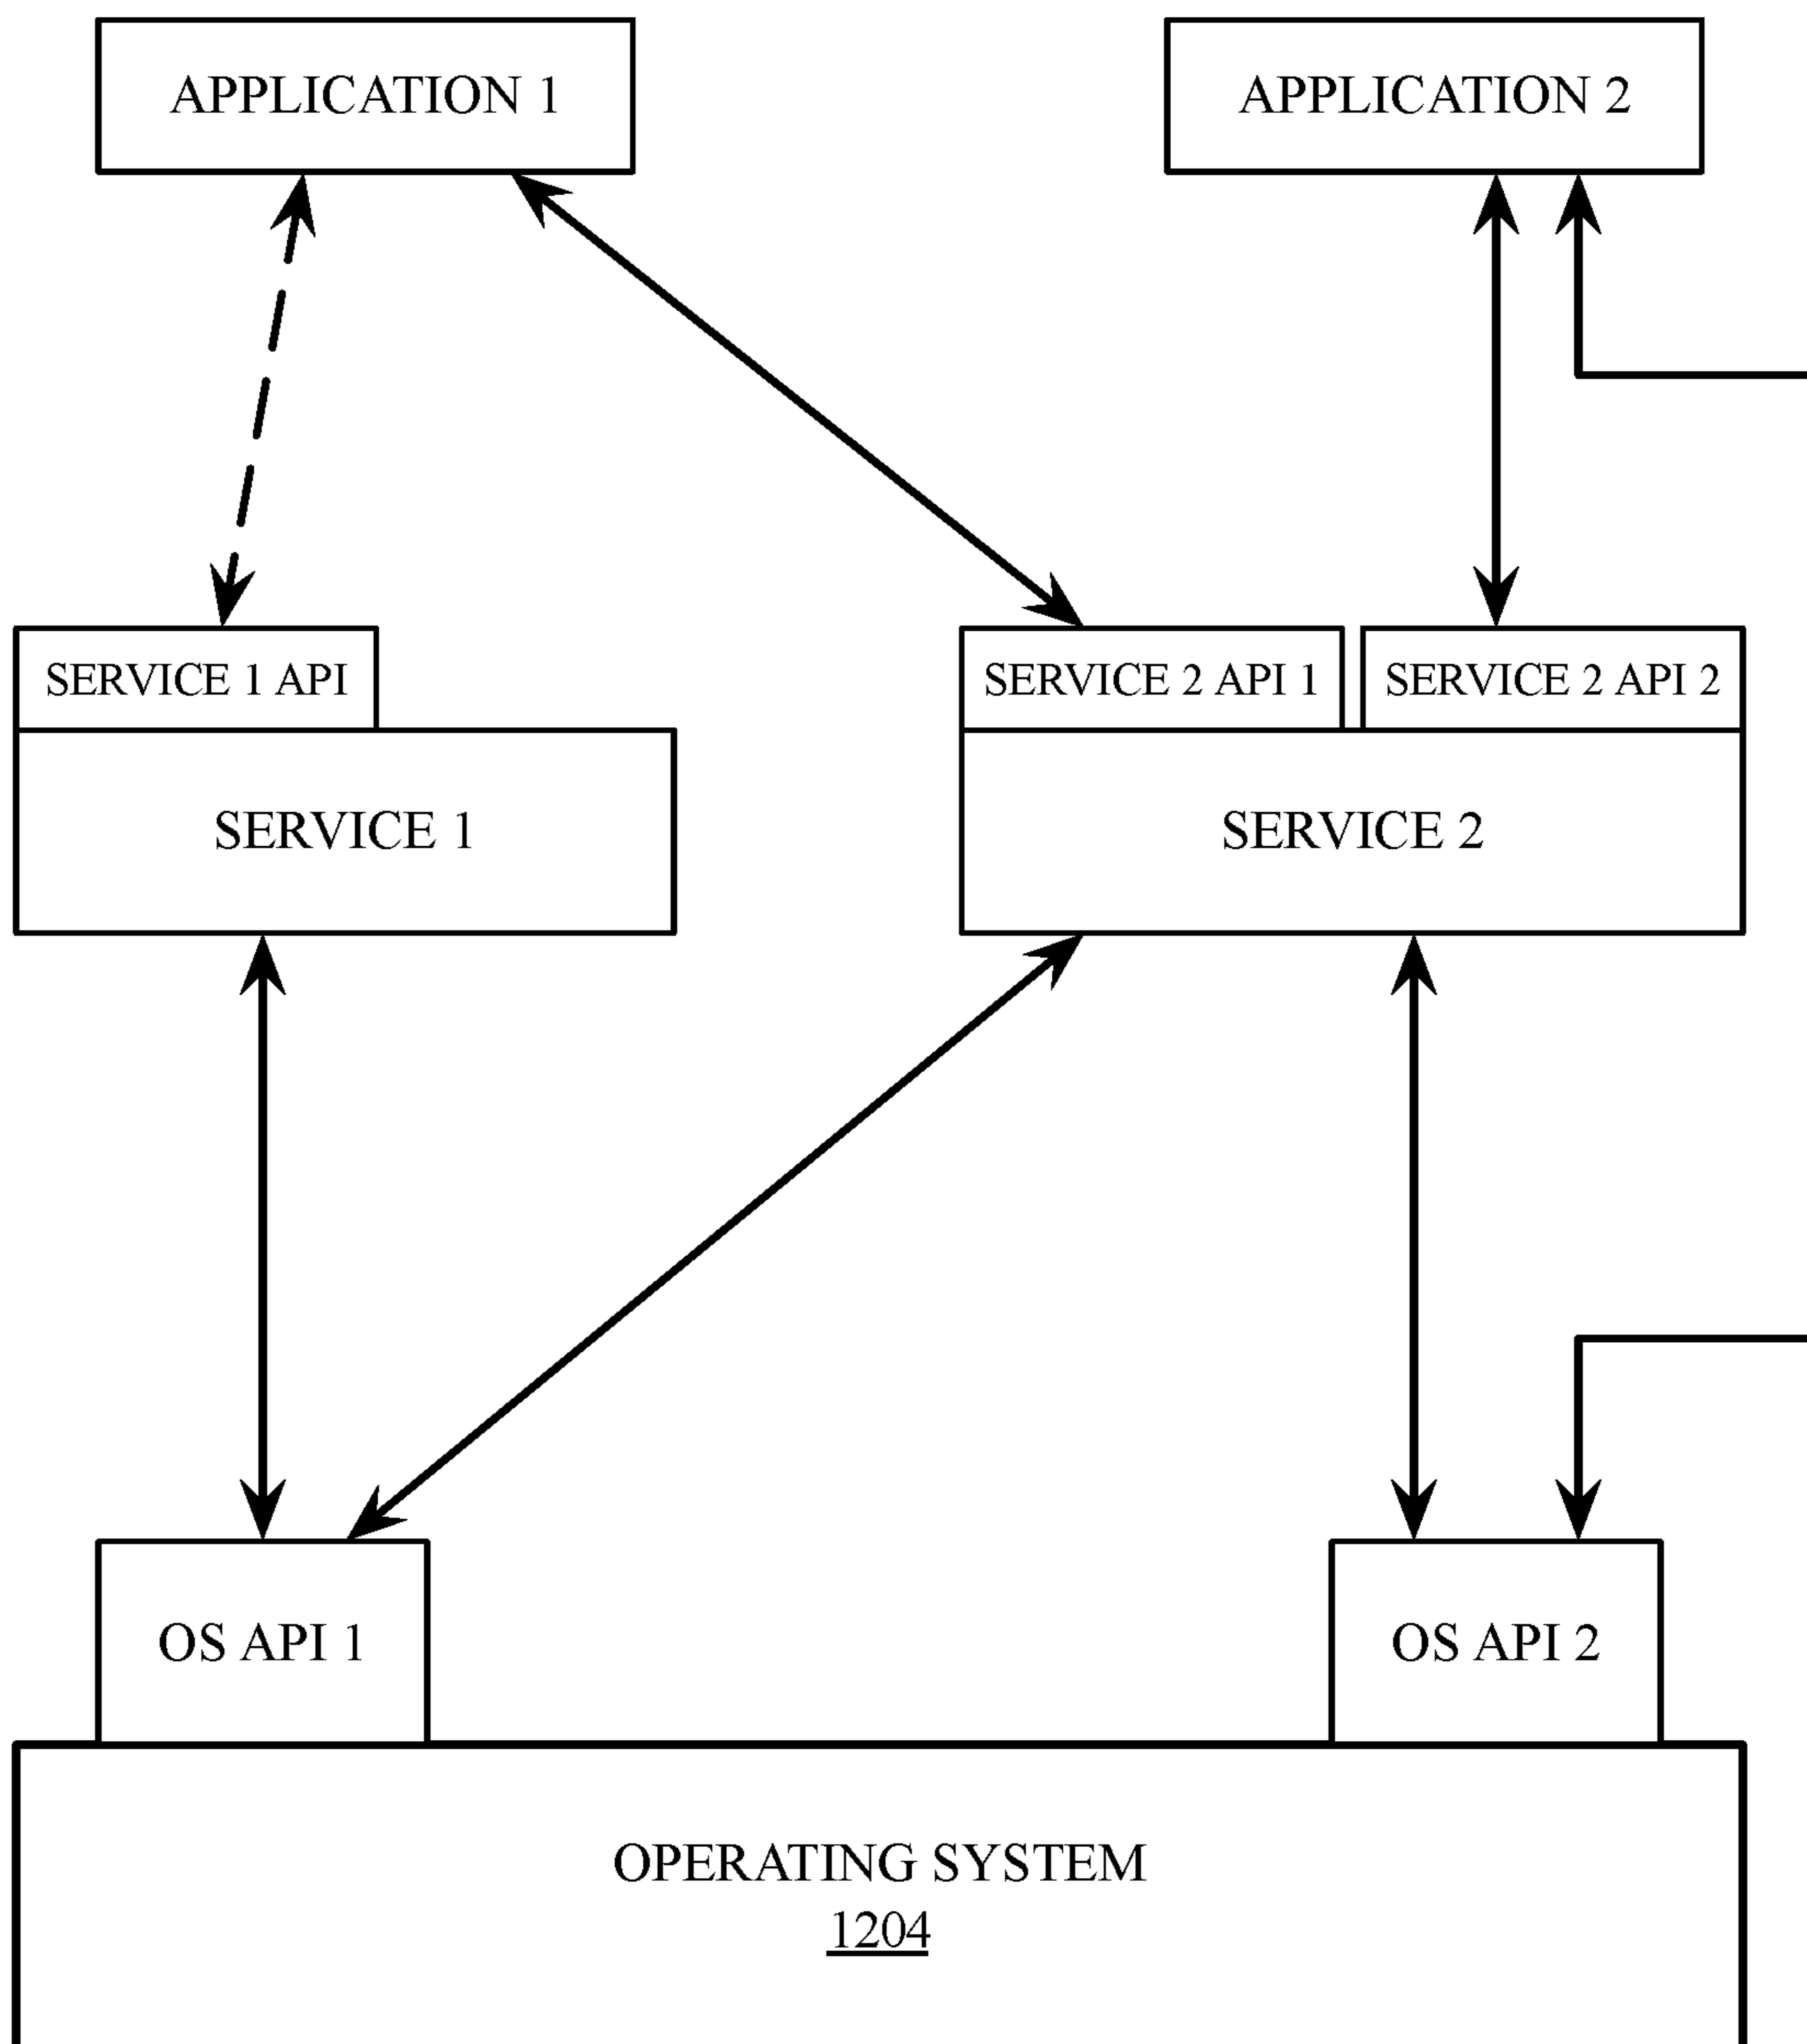 APPLICATION 1
APPLICATION 2
SERVICE 1 API
SERVICE 2 API 1
SERVICE 2 API 2
SERVICE 1
SERVICE 2
OS API 1
OS API 2
OPERATING SYSTEM
1204